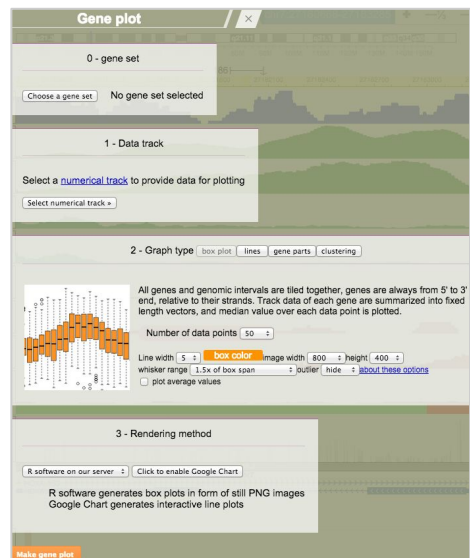 Gene plot
×
0 - gene set
Choose a gene set No gene set selected
1 - Data track
Select a numerical track to provide data for plotting
Select numerical track »
2 - Graph type box plot lines gene parts clustering
All genes and genomic intervals are tiled together, genes are always from 5' to 3'
end, relative to their strands. Track data of each gene are summarized into fixed
length vectors, and median value over each data point is plotted.
Number of data points 50
Line width 5 box color image width 800 height 400
whisker range 1.5x of box span outlier hide about these options
plot average values
3 - Rendering method
R software on our server Click to enable Google Chart
R software generates box plots in form of still PNG images
Google Chart generates interactive line plots
Make gene plot